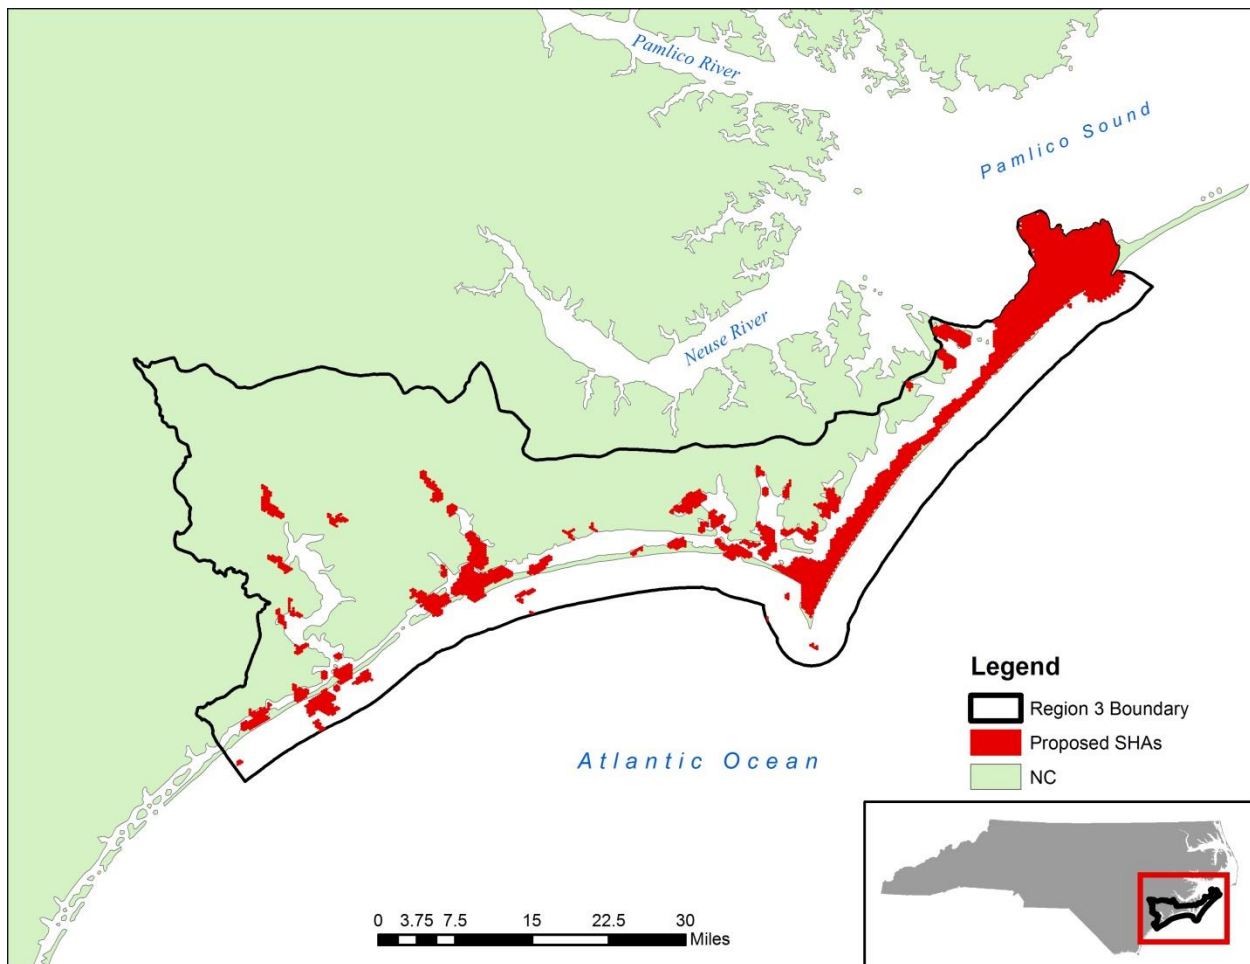 Pamlico River
Pamlico Sound
Neuse River
Atlantic Ocean
Legend
Region 3 Boundary
Proposed SHAs
NC
0 3.75 7.5 15 22.5 30
Miles